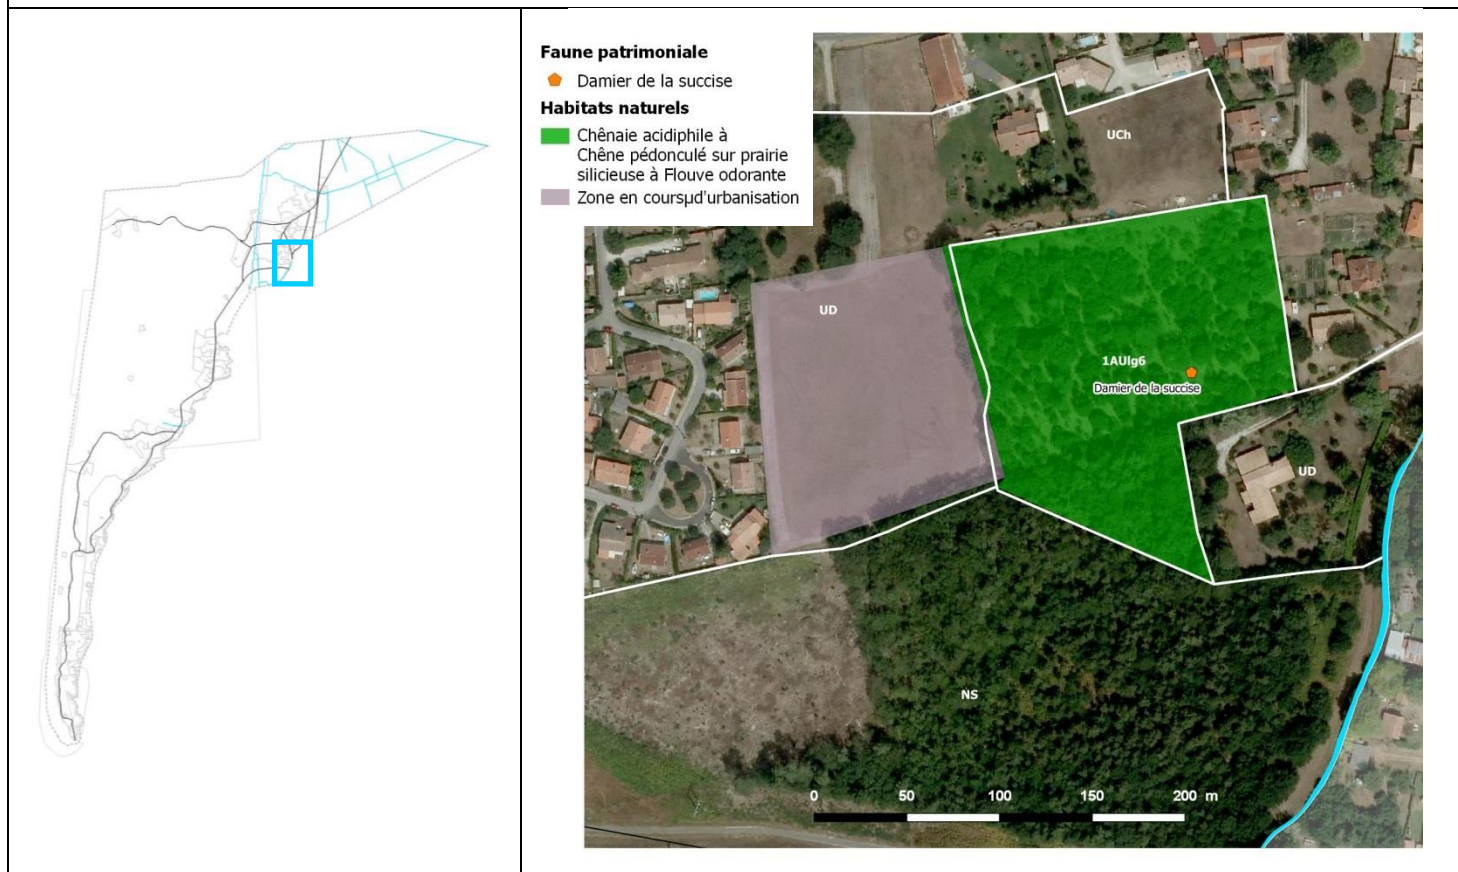 Faune patrimoniale
Damier de la succise
Habitats naturels
Chênaie acidiphile à
Chêne pédonculé sur prairie
silicieuse à Flouve odorante
Zone en coursµd'urbanisation
UCh
UD
1AUlg6
Damier de la succise
UD
NS
0 50 100 150 200 m